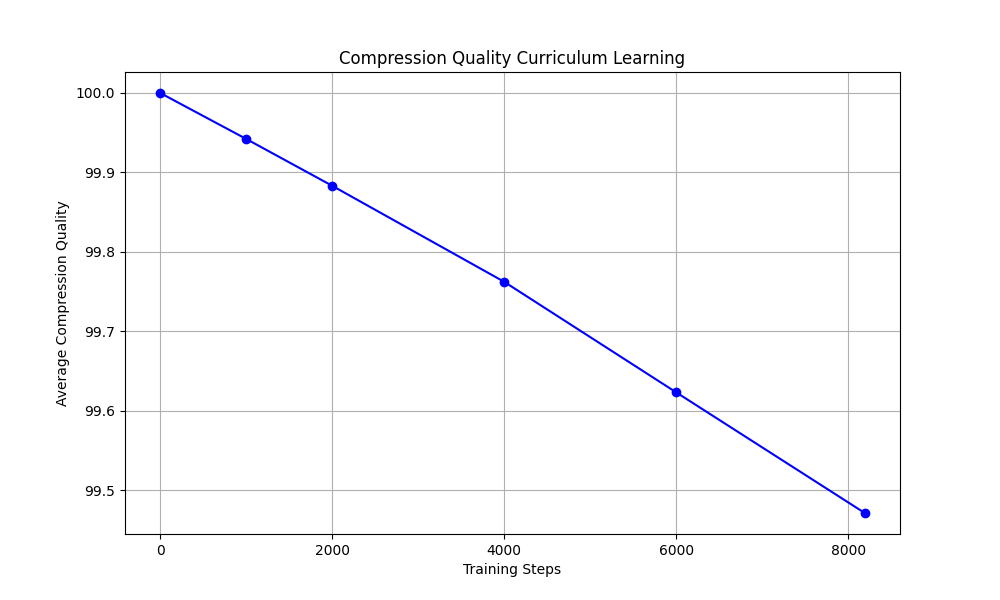 Compression Quality Curriculum Learning
100.0
99.9
99.8
99.7
99.6
99.5
Average Compression Quality
0 2000 4000 6000 8000
Training Steps